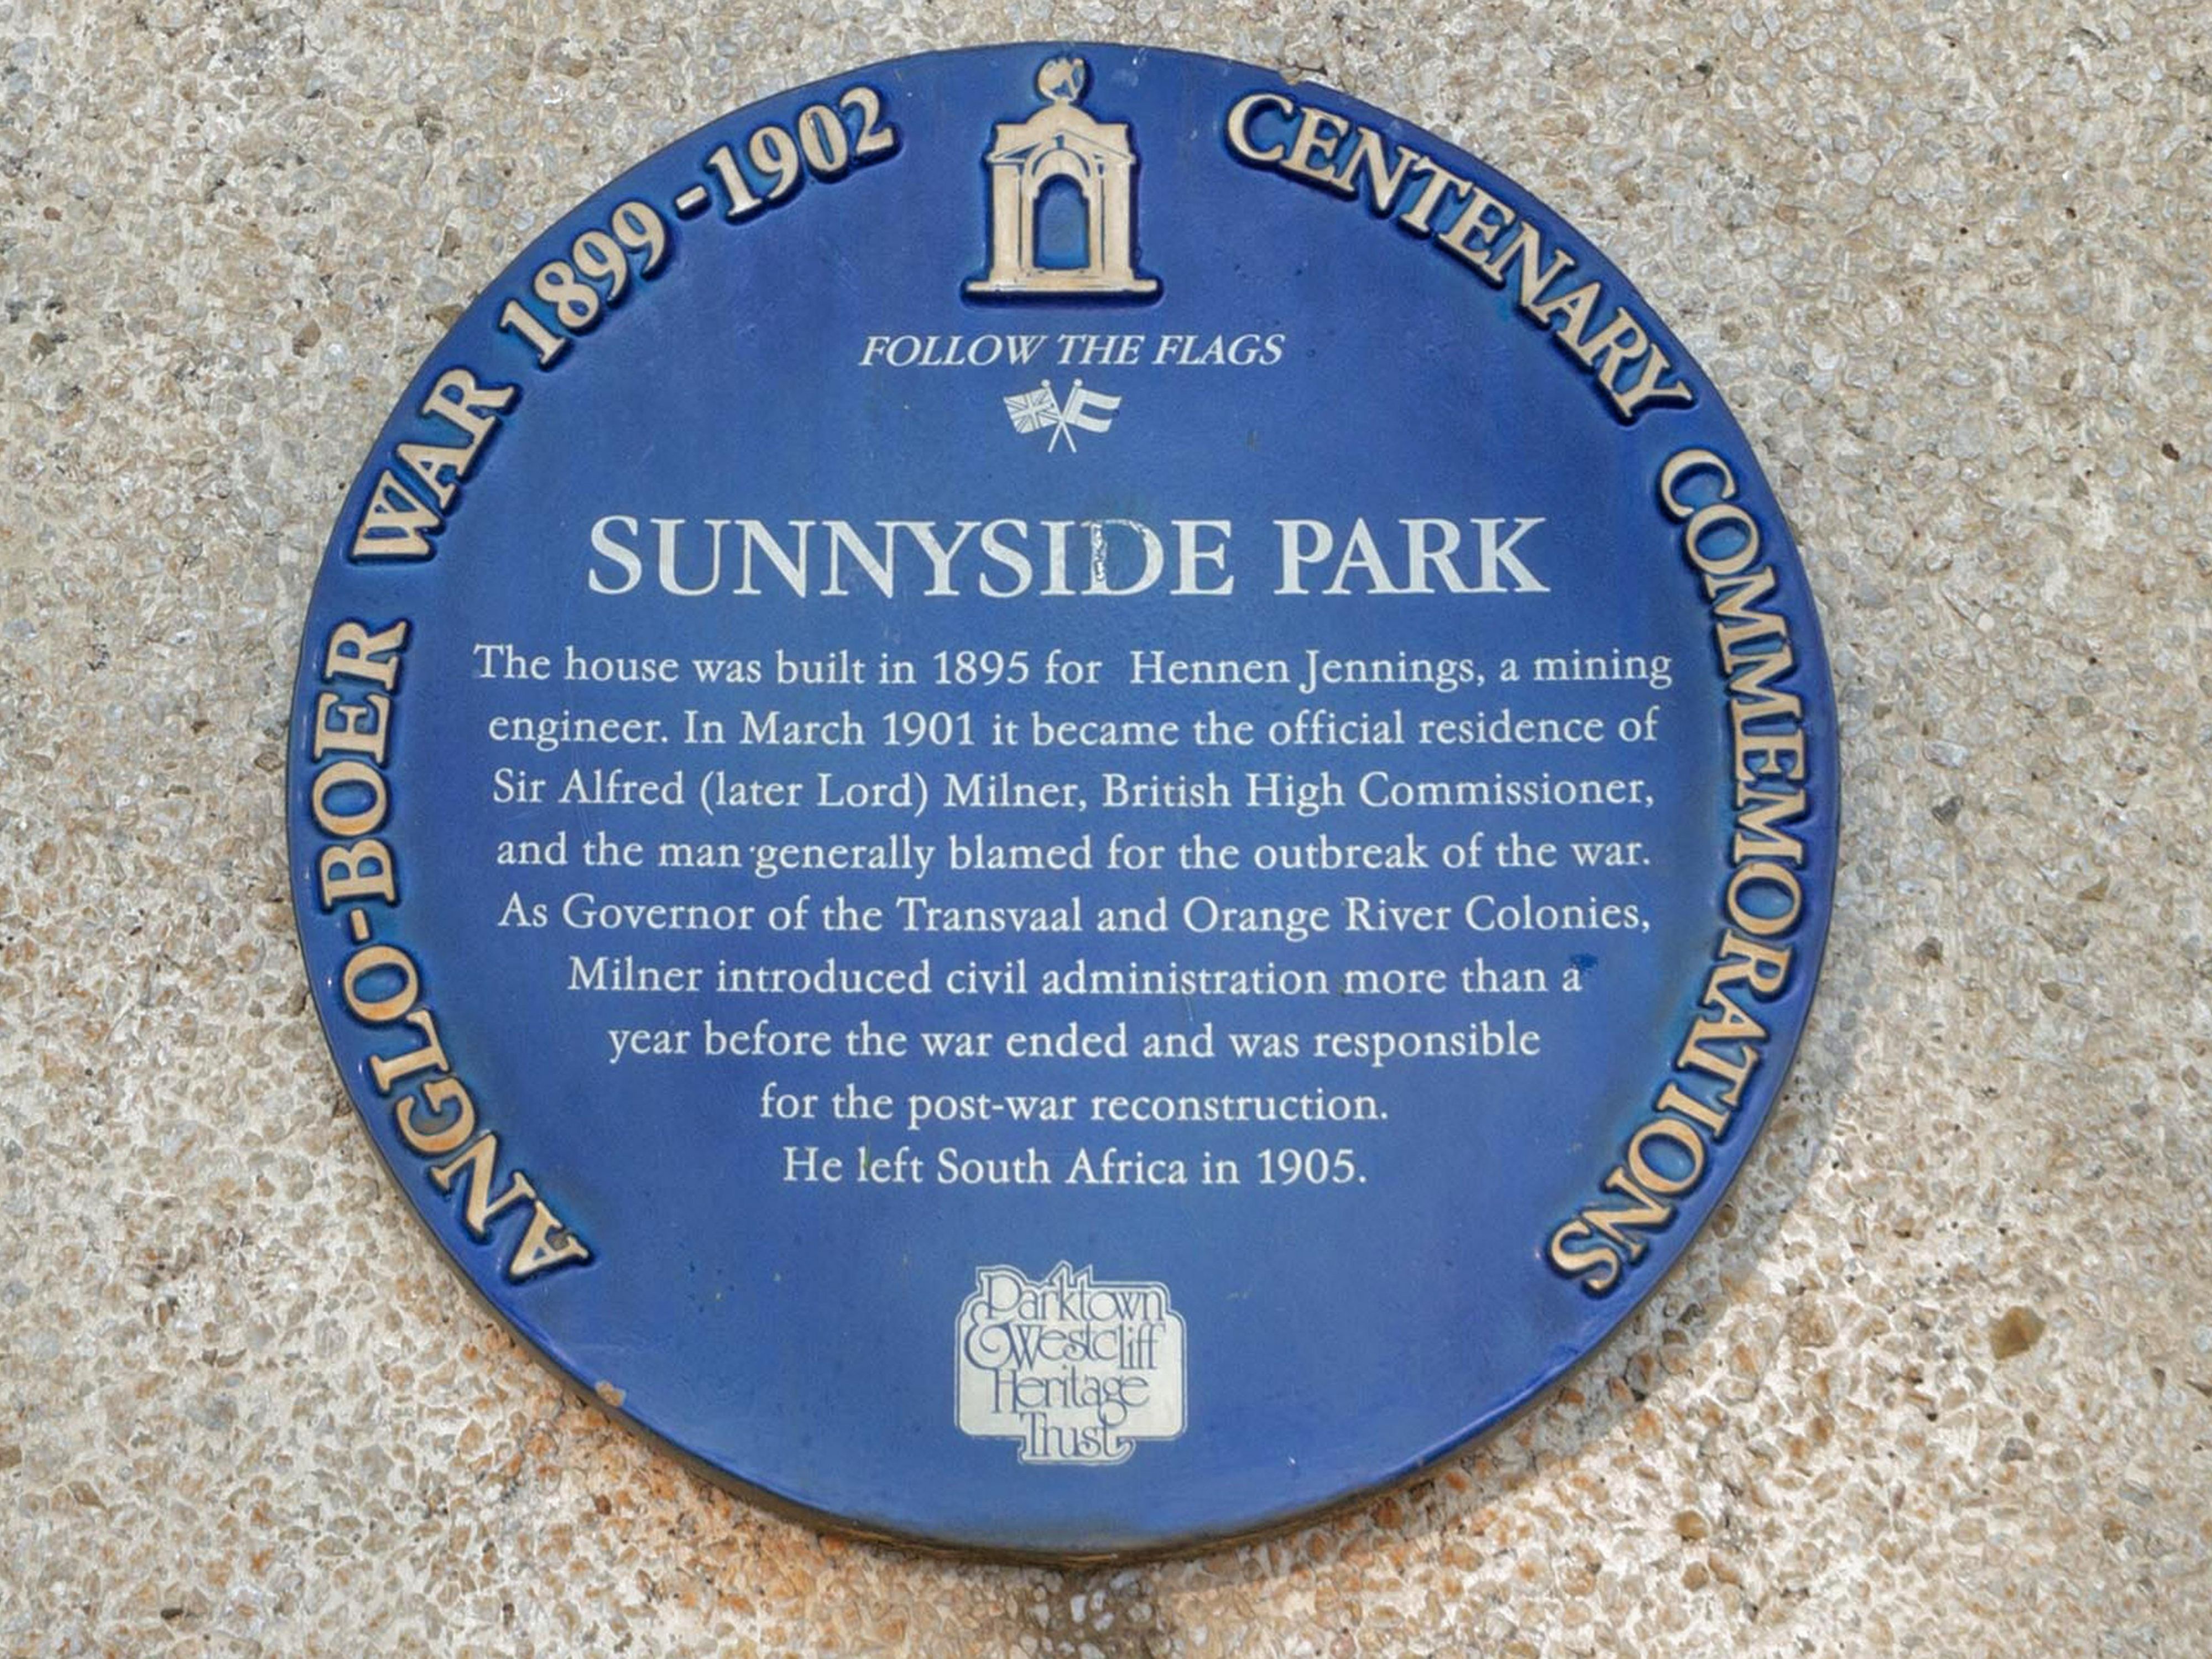 ANGLO-BOER WAR 1899-1902 CENTENARY COMMEMORATIONS
FOLLOW THE FLAGS
SUNNYSIDE PARK
The house was built in 1895 for Hennen Jennings, a mining
engineer. In March 1901 it became the official residence of
Sir Alfred (later Lord) Milner, British High Commissioner,
and the man generally blamed for the outbreak of the war.
As Governor of the Transvaal and Orange River Colonies,
Milner introduced civil administration more than a
year before the war ended and was responsible
for the post-war reconstruction.
He left South Africa in 1905.
Parktown
& Westcliff
Heritage
Trust